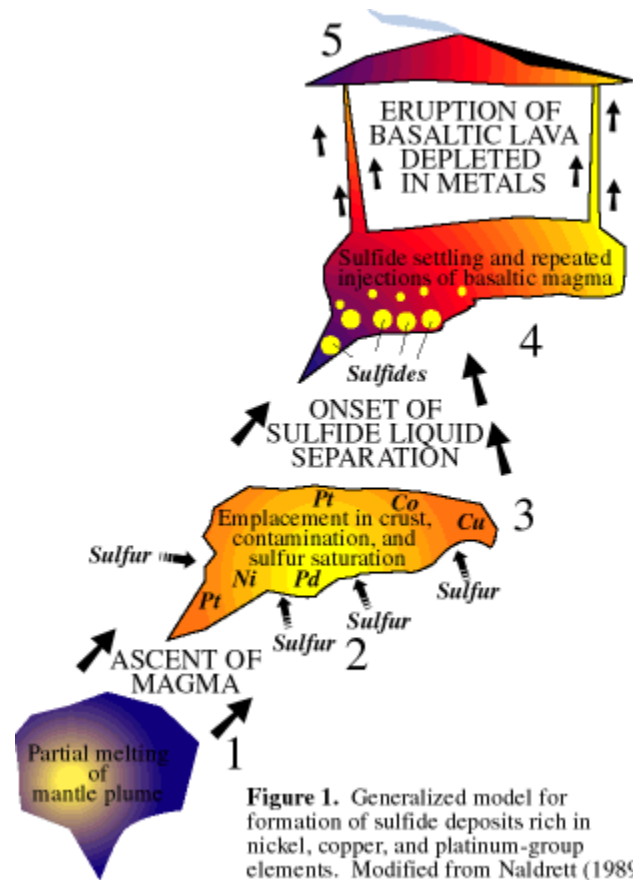 5
ERUPTION OF
BASALTIC LAVA
DEPLETED
IN METALS
Sulfide settling and repeated
injections of basaltic magma
4
Sulfides
ONSET OF
SULFIDE LIQUID
SEPARATION
Pt
Co
3
Emplacement in crust,
Cu
contamination, and
Sulfur
sulfur saturation
Ni
Pd
Sulfur
Pt
Sulfur
Sulfur
2
ASCENT OF
MAGMA
1
Partial melting
of
mantle plume
Figure 1. Generalized model for
formation of sulfide deposits rich in
nickel, copper, and platinum-group
elements. Modified from Naldrett (1989